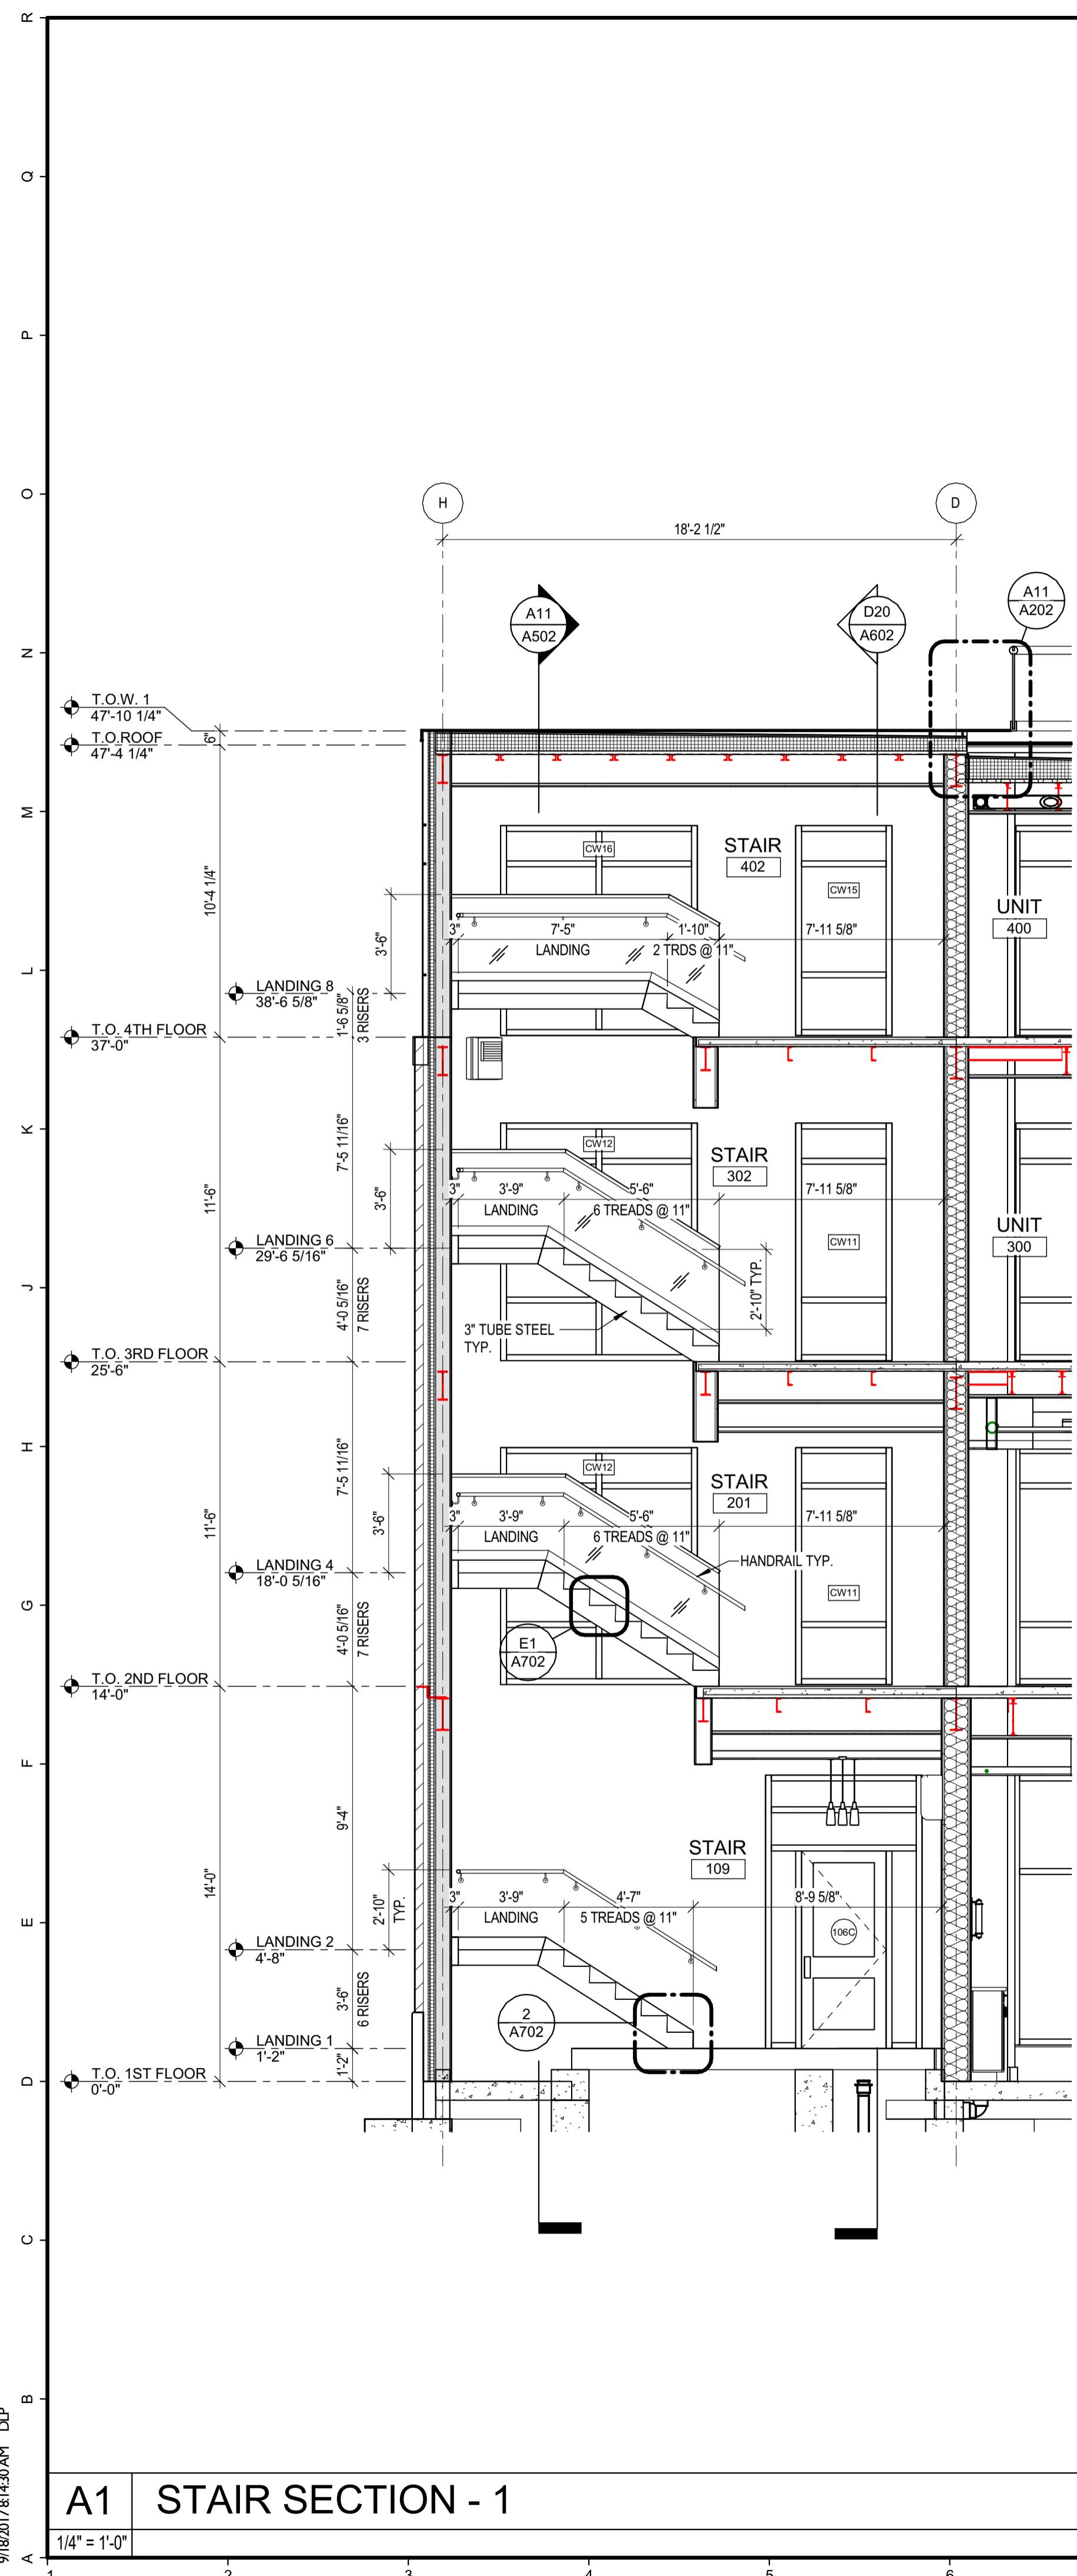 R
Q
P
O
N
M
L
K
J
H
G
F
E
D
C
B
A
H
D
18'-2 1/2"
A11
A502
D20
A602
A11
A202
T.O.W. 1
47'-10 1/4"
T.O.ROOF
47'-4 1/4"
6"
10'-4 1/4"
CW16
STAIR
402
CW15
UNIT
400
3'-6"
3"
7'-5"
1'-10"
7'-11 5/8"
LANDING
2 TRDS @ 11"
LANDING 8
38'-6 5/8"
1'-6 5/8"
3 RISERS
T.O. 4TH FLOOR
37'-0"
7'-5 11/16"
11'-6"
CW12
STAIR
302
3'-6"
3"
3'-9"
5'-6"
7'-11 5/8"
LANDING
6 TREADS @ 11"
UNIT
300
CW11
LANDING 6
29'-6 5/16"
4'-0 5/16"
7 RISERS
2'-10" TYP.
3" TUBE STEEL
TYP.
T.O. 3RD FLOOR
25'-6"
7'-5 11/16"
11'-6"
CW12
STAIR
201
3'-6"
3"
3'-9"
5'-6"
7'-11 5/8"
LANDING
6 TREADS @ 11"
HANDRAIL TYP.
LANDING 4
18'-0 5/16"
CW11
4'-0 5/16"
7 RISERS
E1
A702
T.O. 2ND FLOOR
14'-0"
9'-4"
14'-0"
STAIR
109
2'-10"
TYP.
3"
3'-9"
4'-7"
8'-9 5/8"
LANDING
5 TREADS @ 11"
106C
LANDING 2
4'-8"
3'-6"
6 RISERS
2
A702
LANDING 1
1'-2"
1'-2"
T.O. 1ST FLOOR
0'-0"
9/18/2017 8:14:30 AM DLP
A1
STAIR SECTION - 1
1/4" = 1'-0"
1
2
3
4
5
6